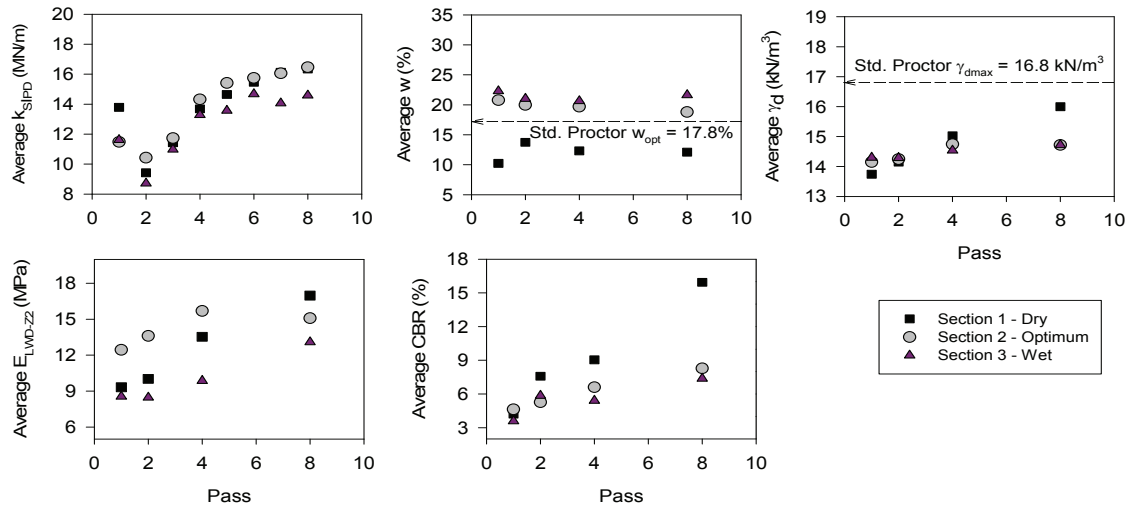 Average k_SIPD (MN/m)
20
18
16
14
12
10
8
0 2 4 6 8 10
Average w (%)
30
25
20
15
10
5
0
Std. Proctor w_opt = 17.8%
0 2 4 6 8 10
Average γ_d (kN/m³)
18
17
16
15
14
13
Std. Proctor γ_dmax = 16.8 kN/m³
0 2 4 6 8 10
Pass
Average E_LWD-Z2 (MPa)
18
15
12
9
6
0 2 4 6 8 10
Pass
Average CBR (%)
18
15
12
9
6
3
0 2 4 6 8 10
Pass
Section 1 - Dry
Section 2 - Optimum
Section 3 - Wet